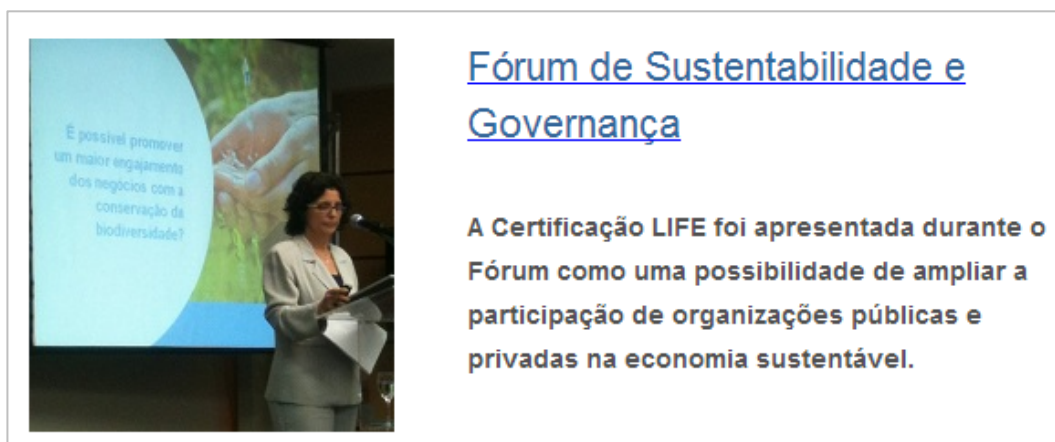 É possível promover
um maior engajamento
dos negócios com a
conservação da
biodiversidade?
Fórum de Sustentabilidade e
Governança
A Certificação LIFE foi apresentada durante o
Fórum como uma possibilidade de ampliar a
participação de organizações públicas e
privadas na economia sustentável.